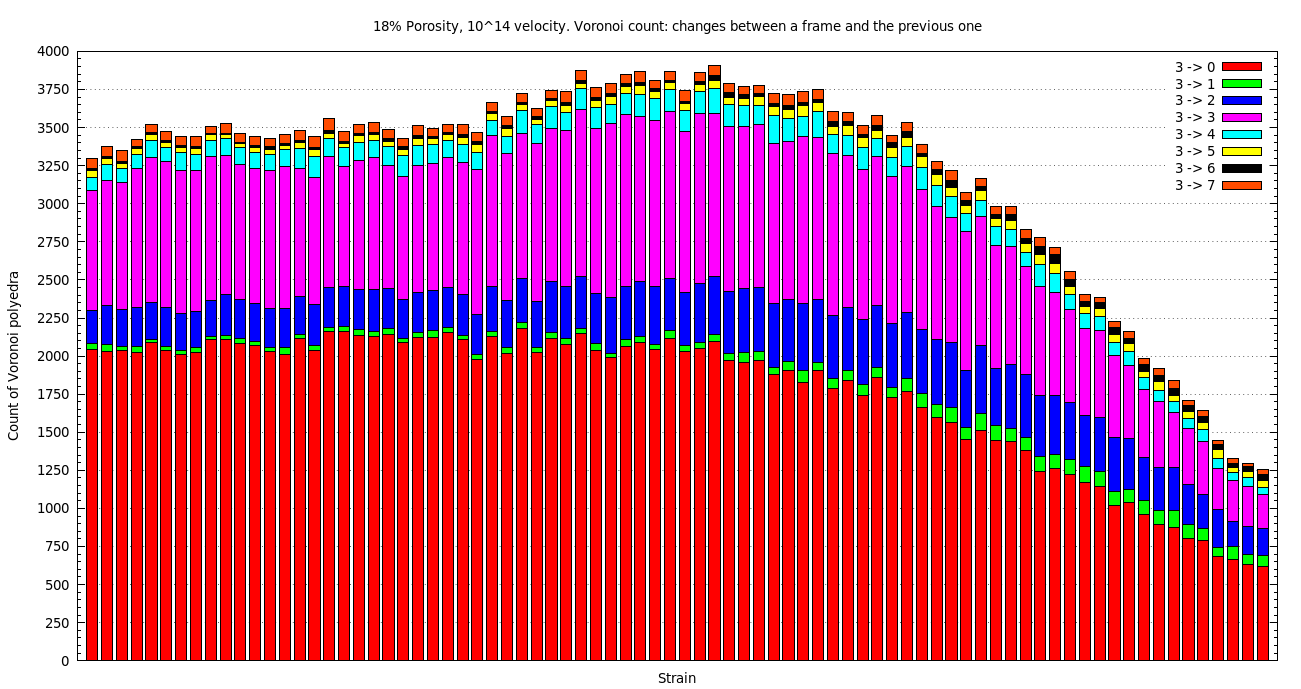 18% Porosity, 10^14 velocity. Voronoi count: changes between a frame and the previous one
4000
3750
3500
3250
3000
2750
2500
2250
2000
1750
1500
1250
1000
750
500
250
0
Count of Voronoi polyedra
3 -> 0
3 -> 1
3 -> 2
3 -> 3
3 -> 4
3 -> 5
3 -> 6
3 -> 7
Strain